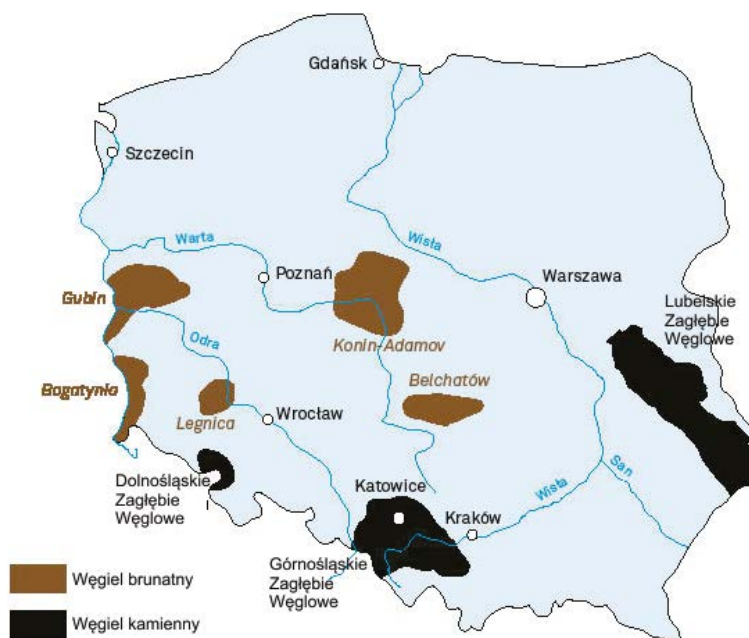 Gdańsk
Szczecin
Warta
Wisła
Poznań
Warszawa
Gubin
Lubelskie
Zagłębie
Węglowe
Odra
Konin-Adamov
Bogatynia
Belchatów
Legnica
Wrocław
Dolnośląskie
Zagłębie
Węglowe
Katowice
Wisła
San
Kraków
Górnośląskie
Zagłębie
Węglowe
Węgiel brunatny
Węgiel kamienny